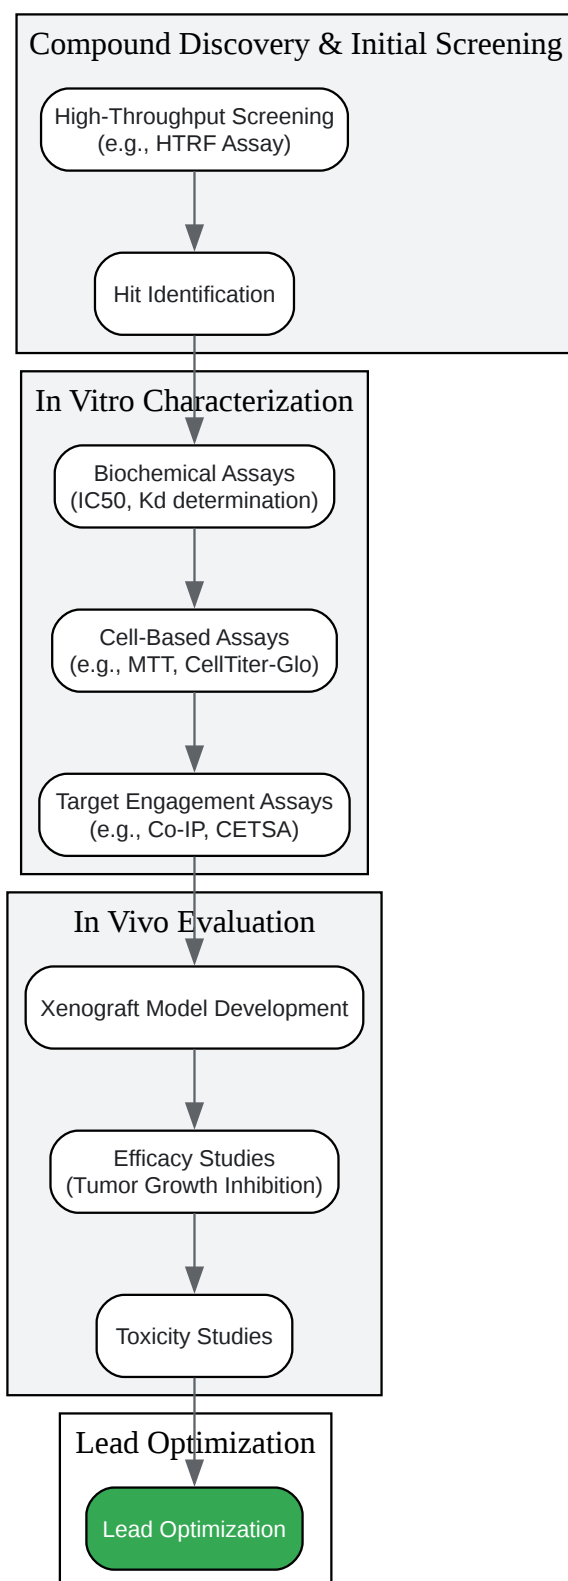 Compound Discovery & Initial Screening
High-Throughput Screening
(e.g., HTRF Assay)
Hit Identification
In Vitro Characterization
Biochemical Assays
(IC50, Kd determination)
Cell-Based Assays
(e.g., MTT, CellTiter-Glo)
Target Engagement Assays
(e.g., Co-IP, CETSA)
In Vivo Evaluation
Xenograft Model Development
Efficacy Studies
(Tumor Growth Inhibition)
Toxicity Studies
Lead Optimization
Lead Optimization